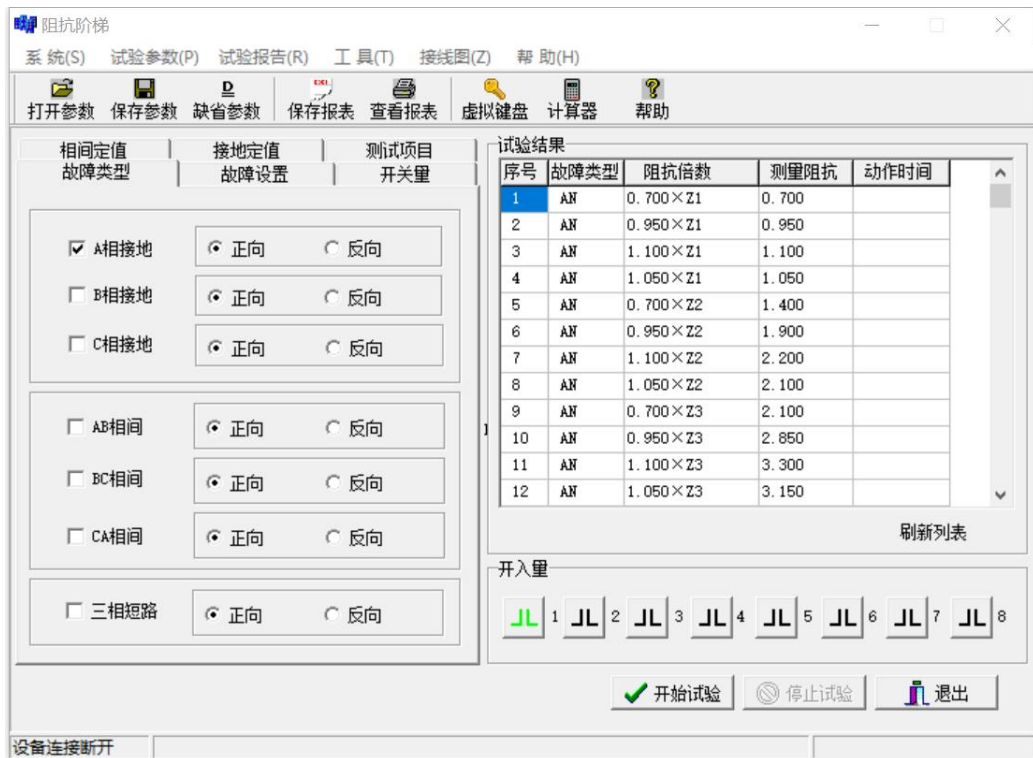 阻抗阶梯
系 统(S) 试验参数(P) 试验报告(R) 工 具(T) 接线图(Z) 帮 助(H)
打开参数 保存参数 缺省参数 保存报表 查看报表 虚拟键盘 计算器 帮助
相间定值 接地定值 测试项目
故障类型 故障设置 开关量
A相接地 正向 反向
B相接地 正向 反向
C相接地 正向 反向
AB相间 正向 反向
BC相间 正向 反向
CA相间 正向 反向
三相短路 正向 反向
试验结果
序号 故障类型 阻抗倍数 测量阻抗 动作时间
1 AN 0.700×Z1 0.700
2 AN 0.950×Z1 0.950
3 AN 1.100×Z1 1.100
4 AN 1.050×Z1 1.050
5 AN 0.700×Z2 1.400
6 AN 0.950×Z2 1.900
7 AN 1.100×Z2 2.200
8 AN 1.050×Z2 2.100
9 AN 0.700×Z3 2.100
10 AN 0.950×Z3 2.850
11 AN 1.100×Z3 3.300
12 AN 1.050×Z3 3.150
刷新列表
开入量
1 2 3 4 5 6 7 8
开始试验 停止试验 退出
设备连接断开